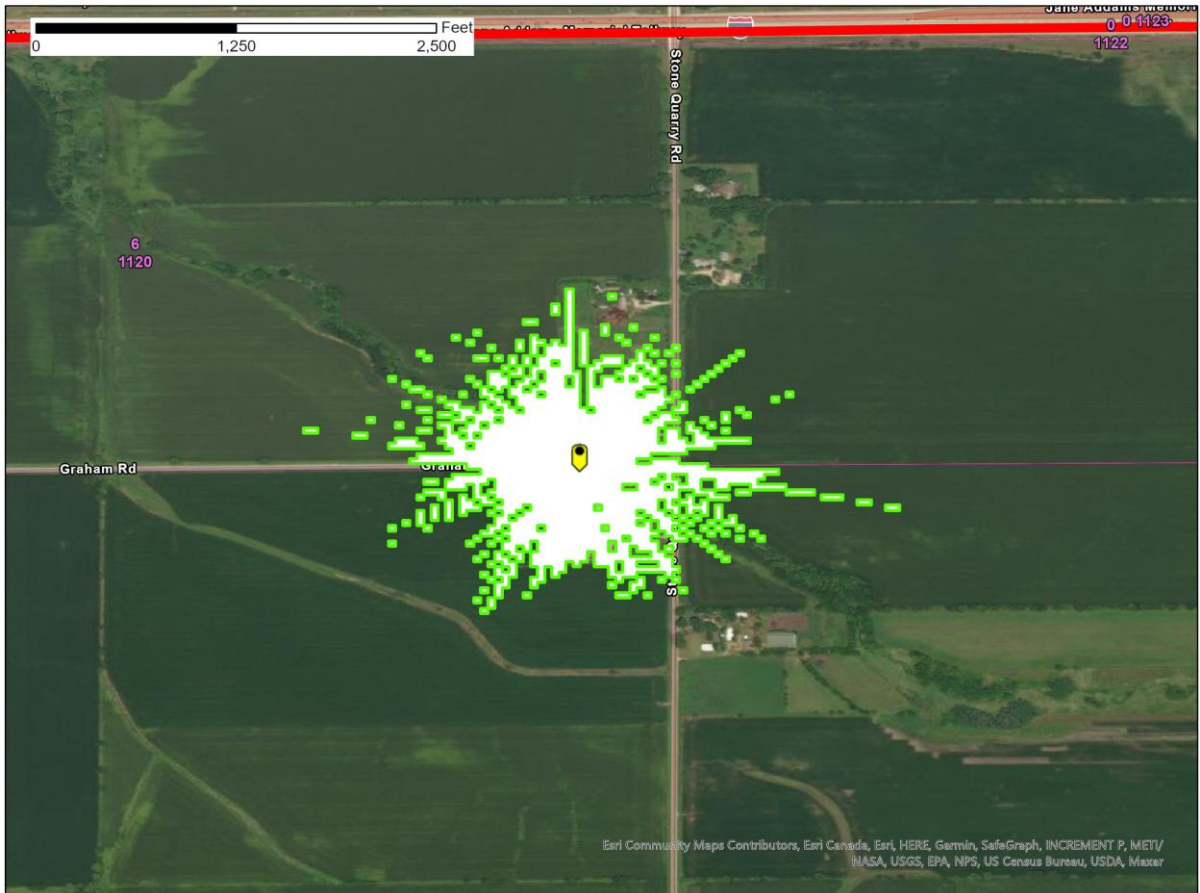 Jane Addams Memori
Feet
0 1,250 2,500
0 0 1123
1122
Stone Quarry Rd
6
1120
Graham Rd
Graha
Esri Community Maps Contributors, Esri Canada, Esri, HERE, Garmin, SafeGraph, INCREMENT P, METI/
NASA, USGS, EPA, NPS, US Census Bureau, USDA, Maxar